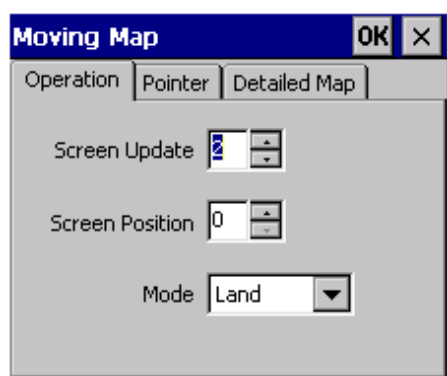 Moving Map OK
Operation Pointer Detailed Map
Screen Update 2
Screen Position 0
Mode Land